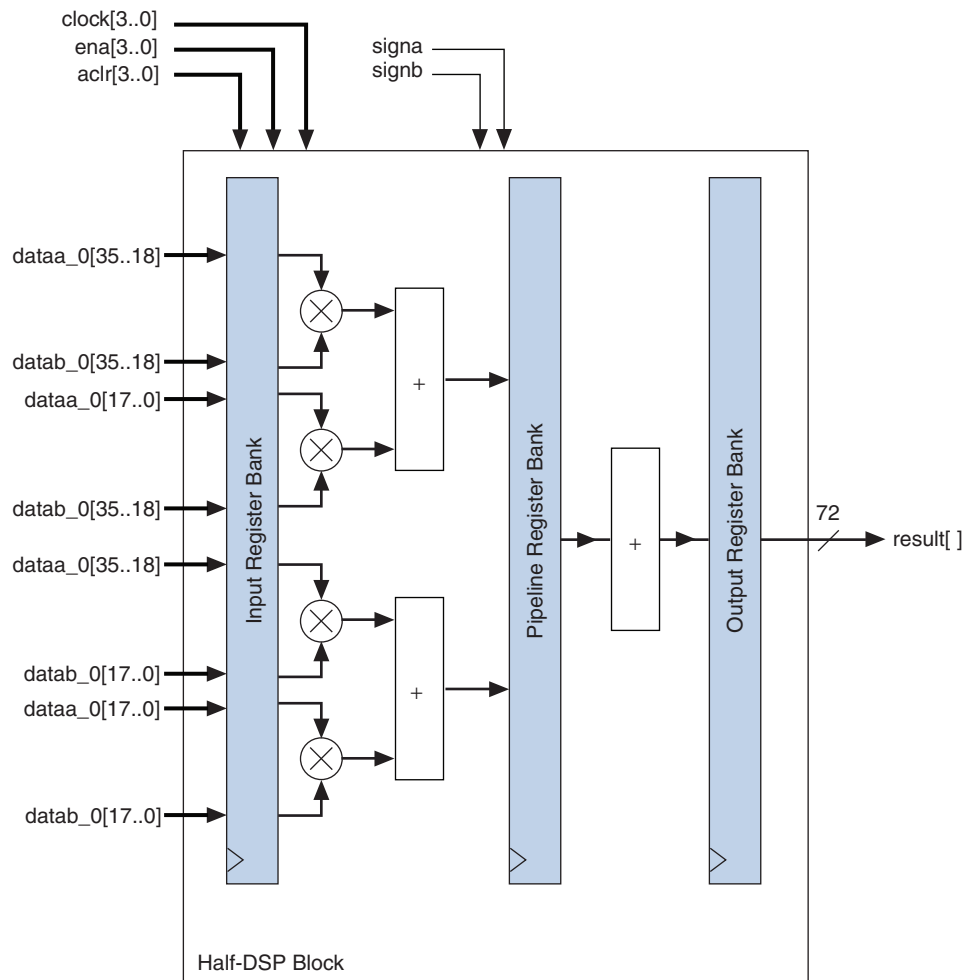 clock[3..0]
ena[3..0]
aclr[3..0]
signa
signb
dataa_0[35..18]
datab_0[35..18]
dataa_0[17..0]
datab_0[35..18]
dataa_0[35..18]
datab_0[17..0]
dataa_0[17..0]
datab_0[17..0]
Input Register Bank
+
+
Pipeline Register Bank
+
Output Register Bank
72
result[ ]
Half-DSP Block